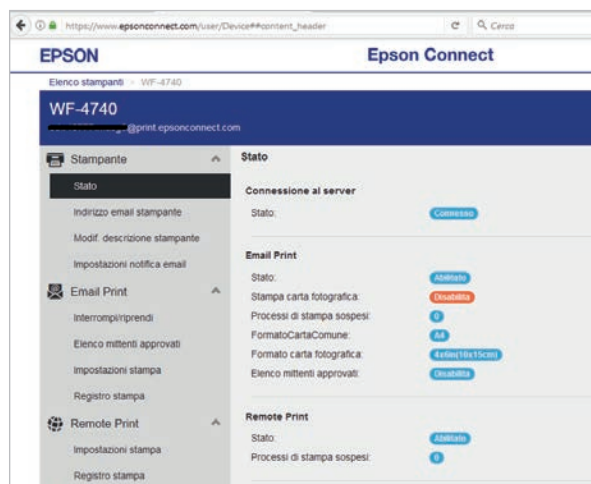 https://www.epsonconnect.com/user/Device##content_header
Cerca
EPSON
Epson Connect
Elenco stampanti > WF-4740
WF-4740
@print.epsonconnect.com
Stampante
Stato
Indirizzo email stampante
Modif. descrizione stampante
Impostazioni notifica email
Email Print
Interrompi/riprendi
Elenco mittenti approvati
Impostazioni stampa
Registro stampa
Remote Print
Impostazioni stampa
Registro stampa
Stato
Connessione al server
Stato: Connesso
Email Print
Stato: Abilitato
Stampa carta fotografica: Disabilita
Processi di stampa sospesi: 0
FormatoCartaComune: A4
Formato carta fotografica: 4x6in(10x15cm)
Elenco mittenti approvati: Disabilita
Remote Print
Stato: Abilitato
Processi di stampa sospesi: 0